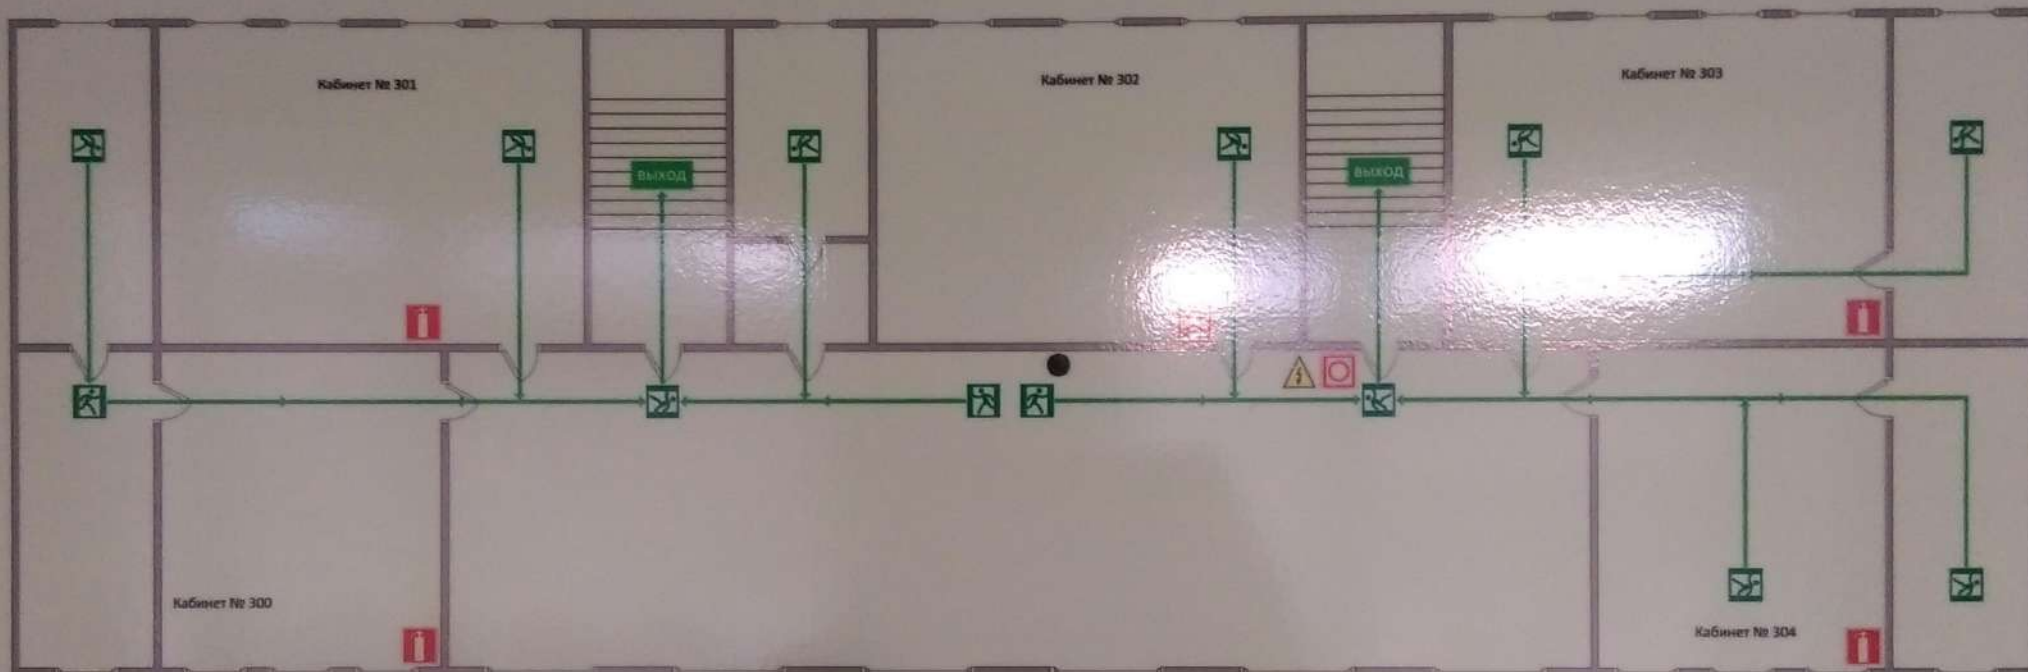 Кабинет № 301
Кабинет № 302
Кабинет № 303
ВЫХОД
ВЫХОД
Кабинет № 300
Кабинет № 304